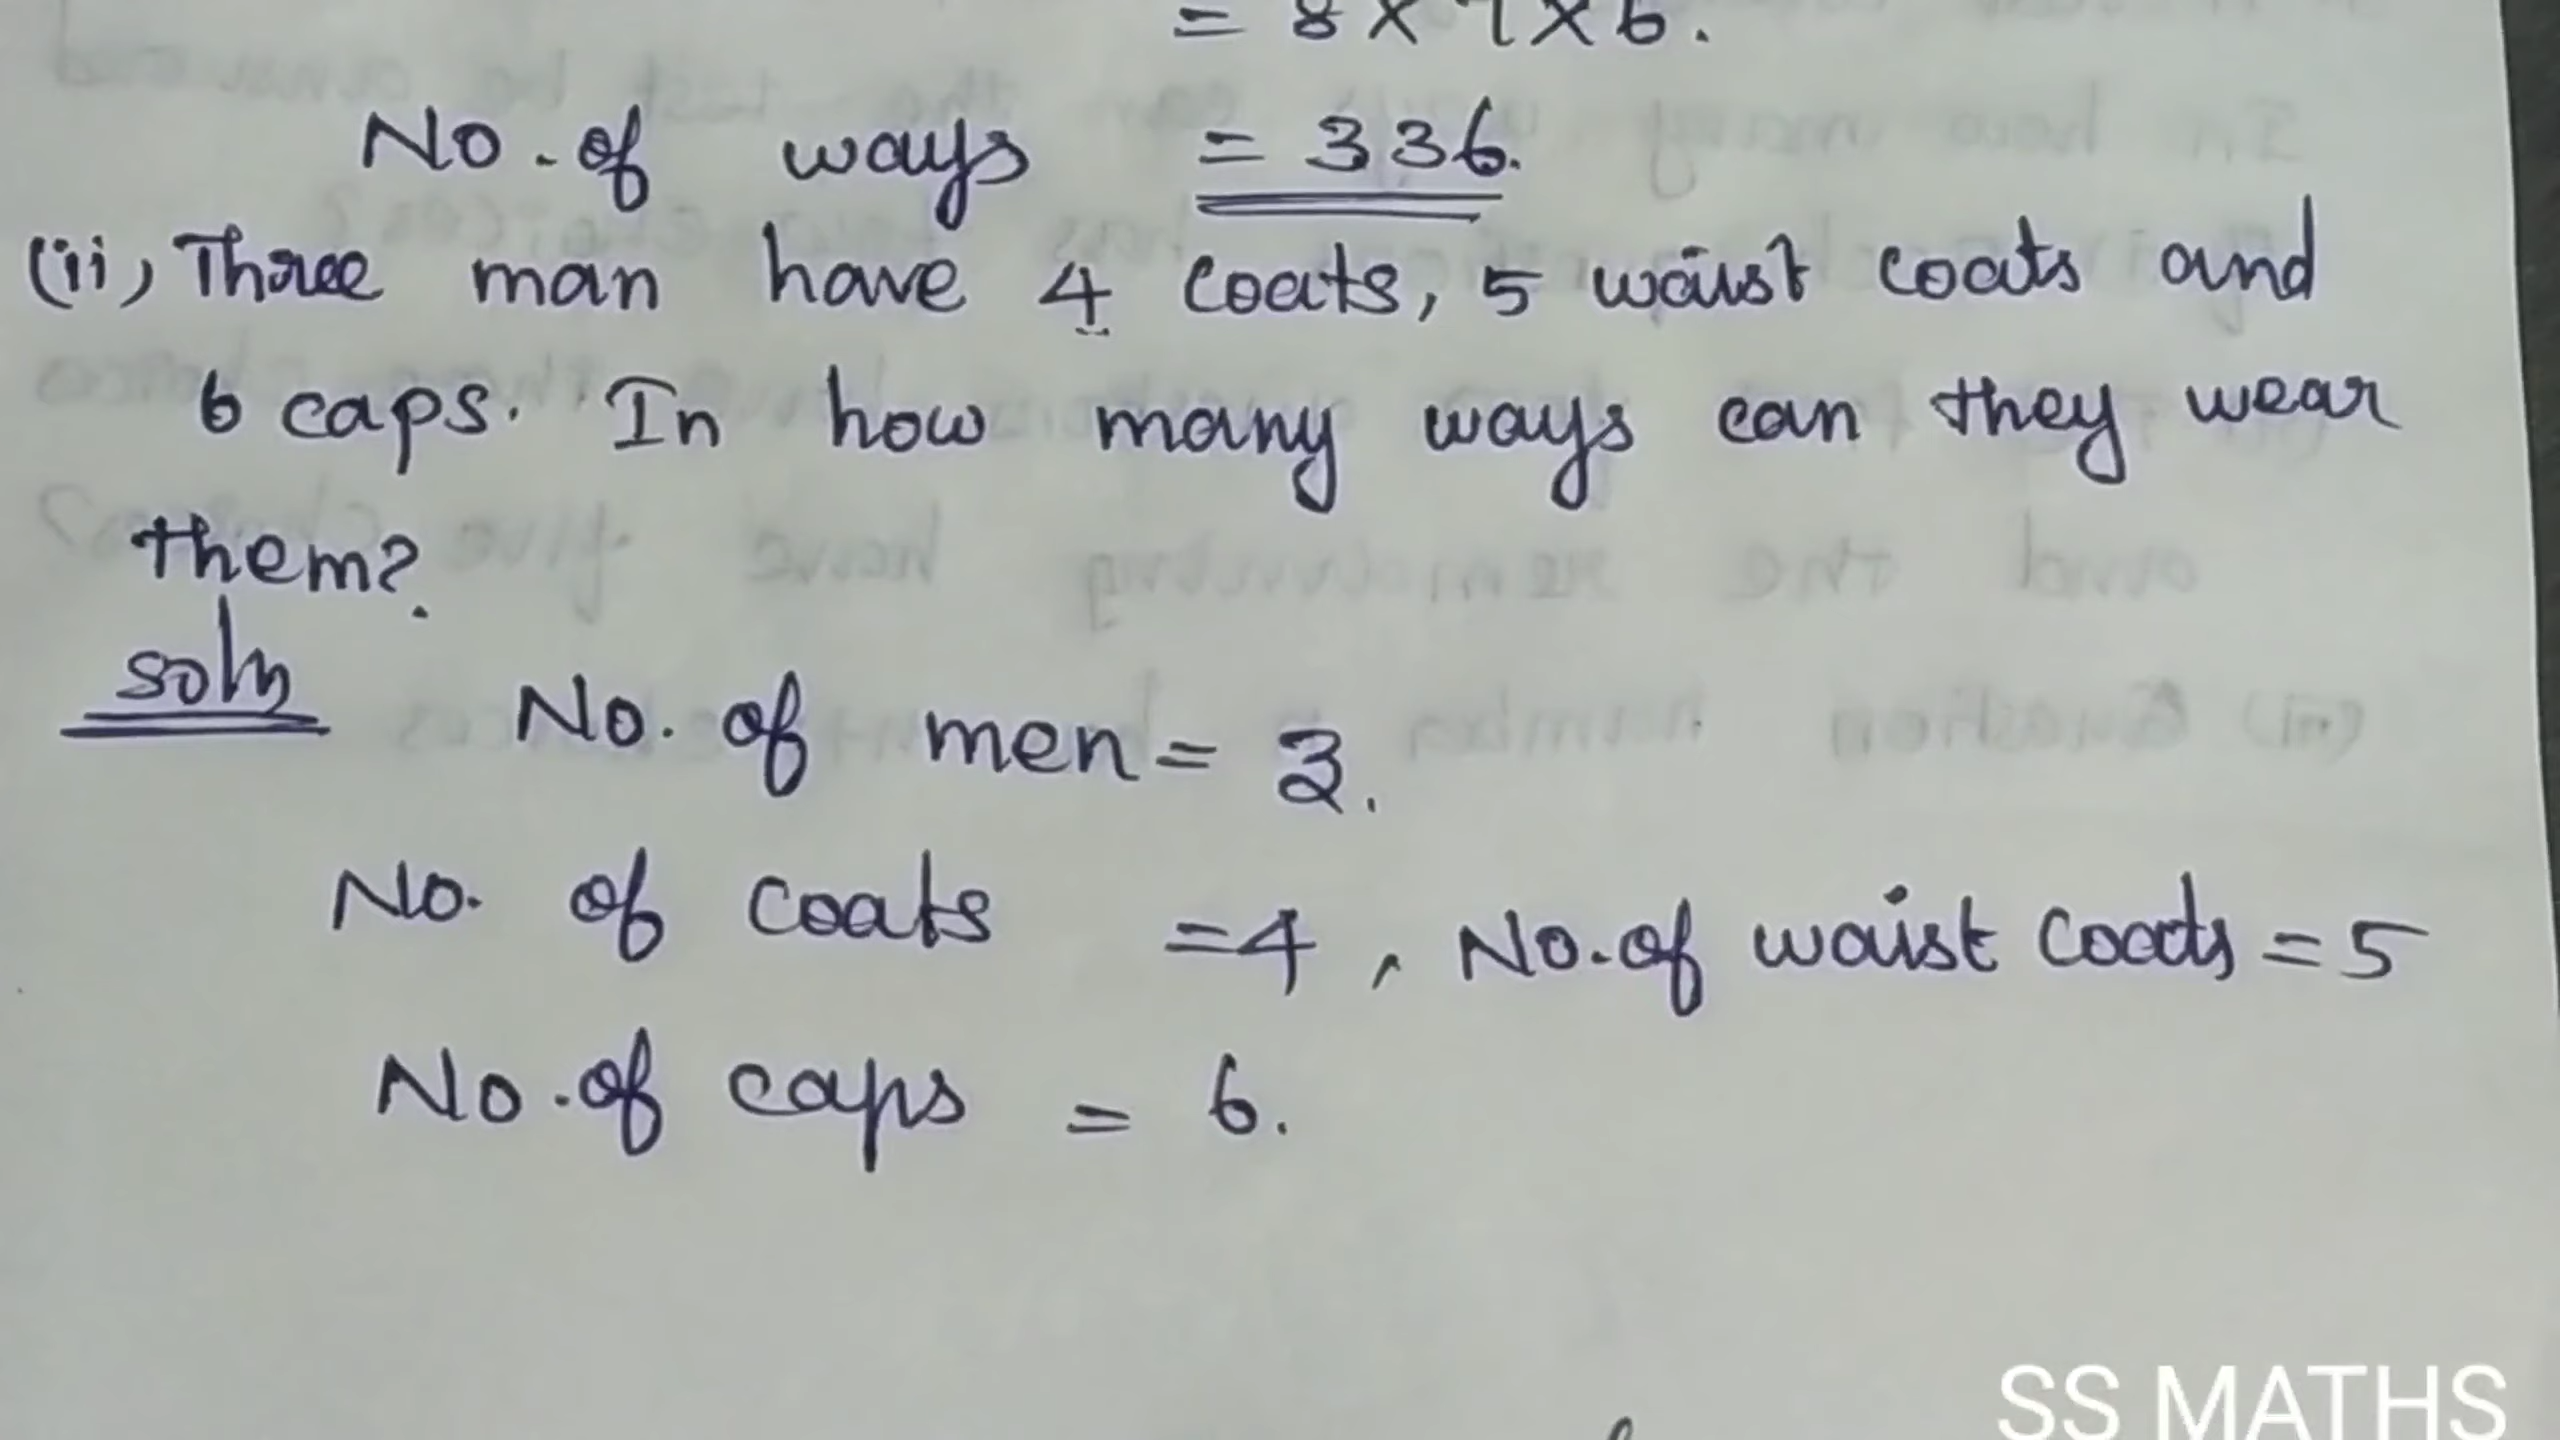 = 8 × 7 × 6.
No. of ways = 336.
(ii) Three man have 4 coats, 5 waist coats and
6 caps. In how many ways can they wear
them?
soln No. of men = 3.
No. of coats = 4, No. of waist coats = 5
No. of caps = 6.
SS MATHS